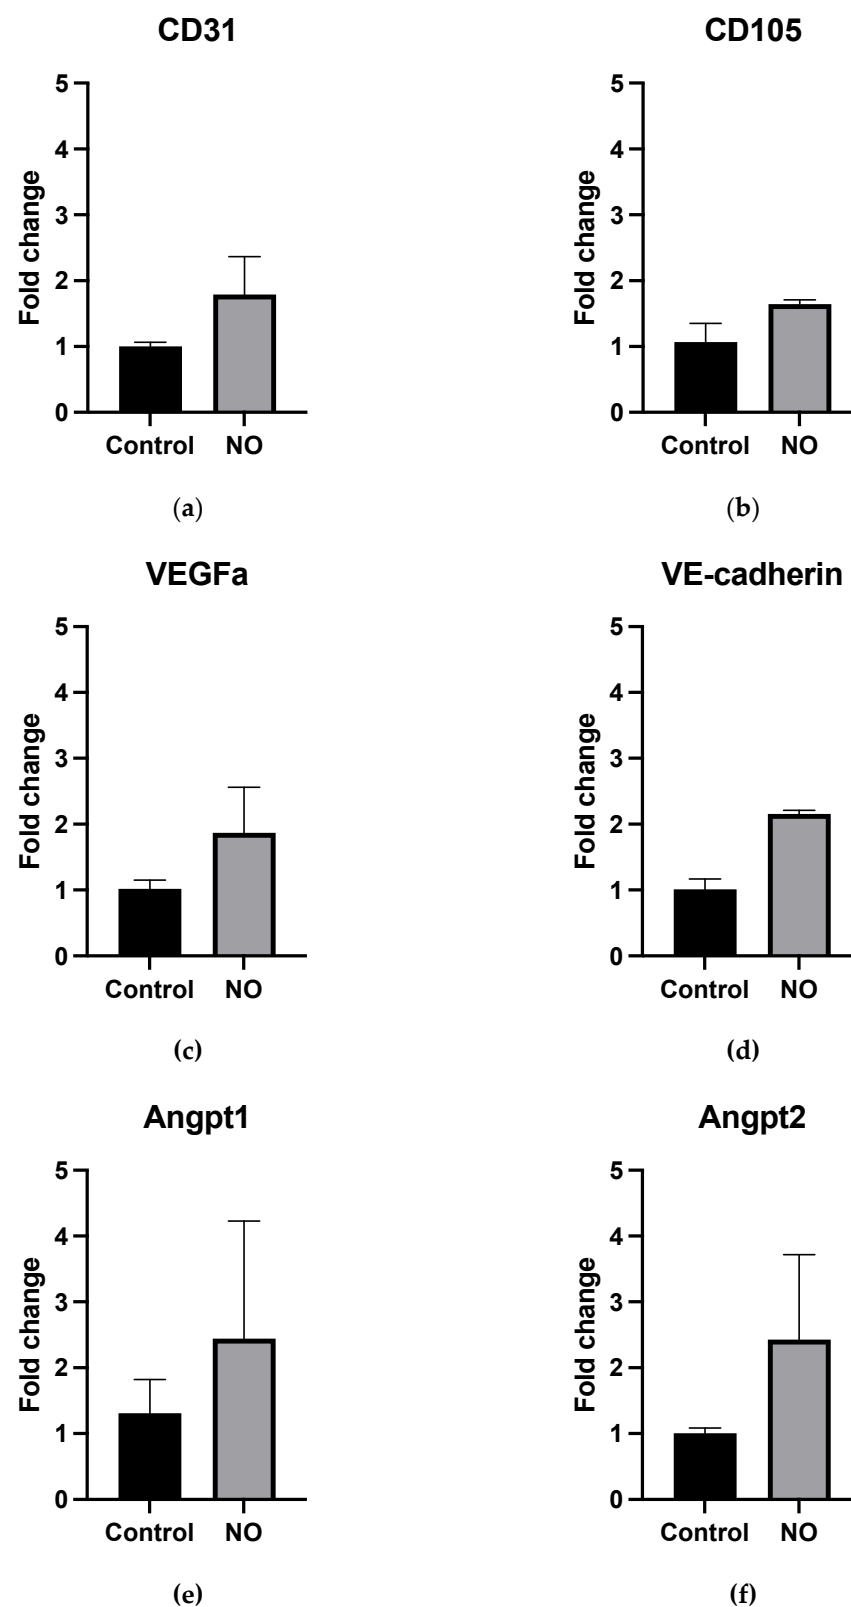 CD31
CD105
5
4
3
2
1
0
Fold change
Control NO
5
4
3
2
1
0
Fold change
Control NO
(a)
(b)
VEGFa
VE-cadherin
5
4
3
2
1
0
Fold change
Control NO
5
4
3
2
1
0
Fold change
Control NO
(c)
(d)
Angpt1
Angpt2
5
4
3
2
1
0
Fold change
Control NO
5
4
3
2
1
0
Fold change
Control NO
(e)
(f)